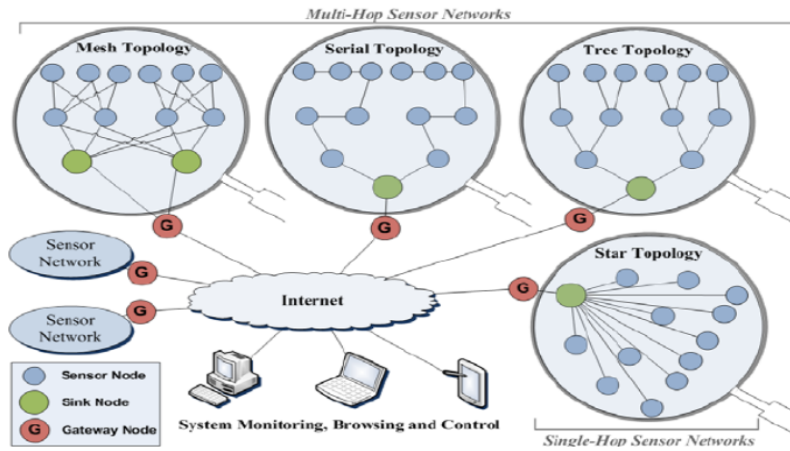 Multi-Hop Sensor Networks
Mesh Topology
Serial Topology
Tree Topology
G
G
G
Sensor
Network
G
Sensor
Network
G
Internet
G
Star Topology
Sensor Node
Sink Node
G Gateway Node
System Monitoring, Browsing and Control
Single-Hop Sensor Networks